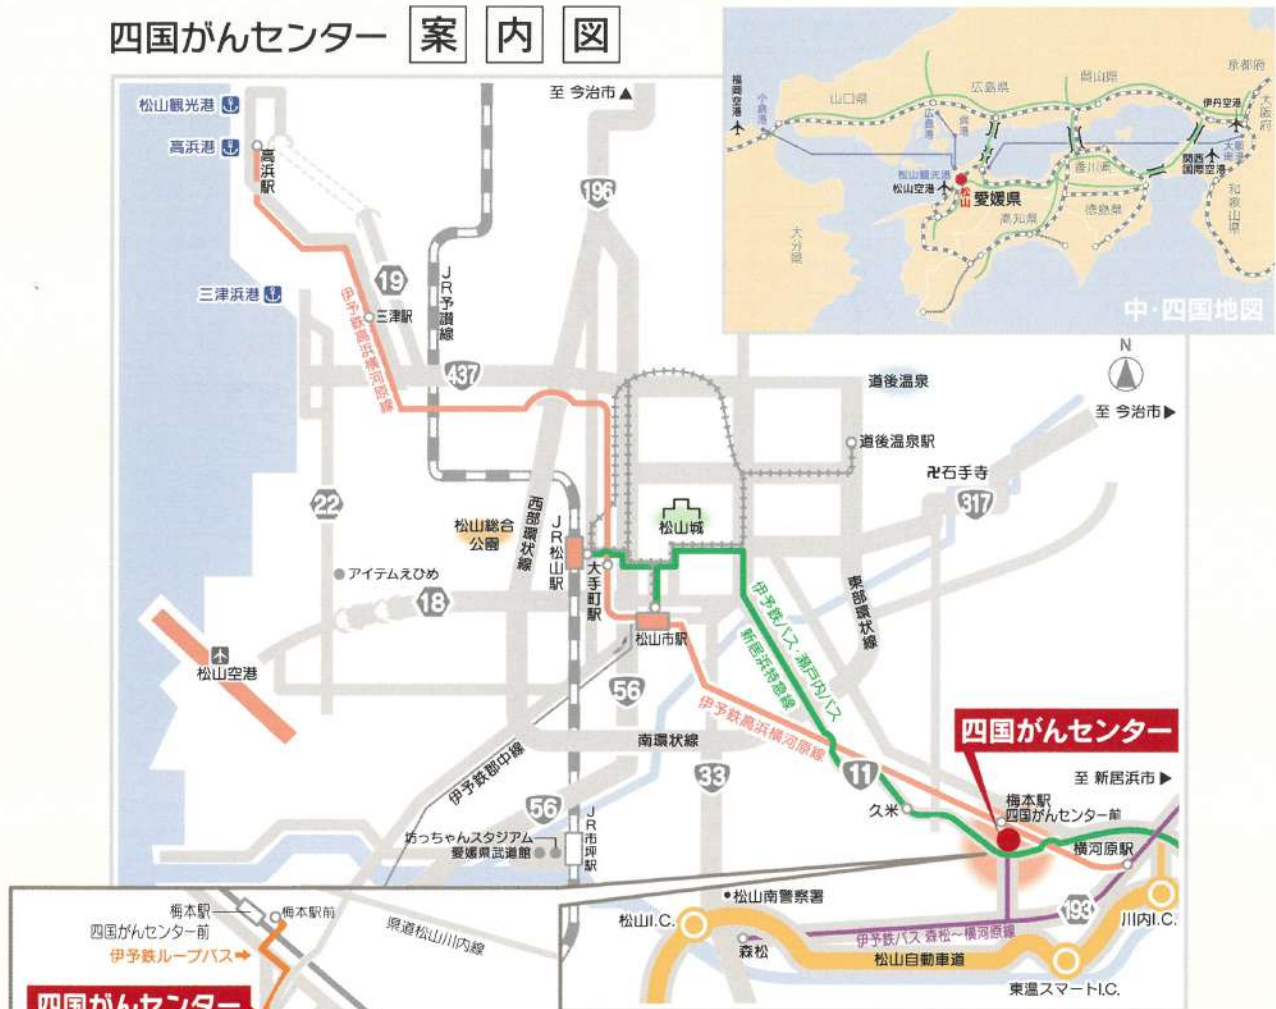 四国がんセンター 案内図
福岡空港
小倉港
山口県
広島県
岡山県
京都府
伊丹空港
大阪府
広島港
呉港
大阪南港
関西
国際空港
香川県
松山観光港
松山空港
松山
愛媛県
高知県
徳島県
和歌山県
大分県
中・四国地図
松山観光港
高浜港
高浜駅
至 今治市▲
196
19
三津浜港
三津駅
伊予鉄高浜横河原線
JR予讃線
437
N
道後温泉
至 今治市▶
道後温泉駅
卍石手寺
317
22
西部環状線
松山総合
公園
JR松山駅
松山城
大手町駅
アイテムえひめ
18
東部環状線
伊予鉄バス・瀬戸内バス
新居浜特急線
松山市駅
松山空港
56
伊予鉄高浜横河原線
南環状線
四国がんセンター
33
11
至 新居浜市▶
伊予鉄郡中線
56
久米
梅本駅
四国がんセンター前
坊っちゃんスタジアム
愛媛県武道館
JR市坪駅
横河原駅
松山南警察署
193
松山I.C.
川内I.C.
森松
伊予鉄バス 森松～横河原線
松山自動車道
東温スマートI.C.
梅本駅
四国がんセンター前
梅本駅前
県道松山川内線
伊予鉄ループバス➡
四国がんセンター